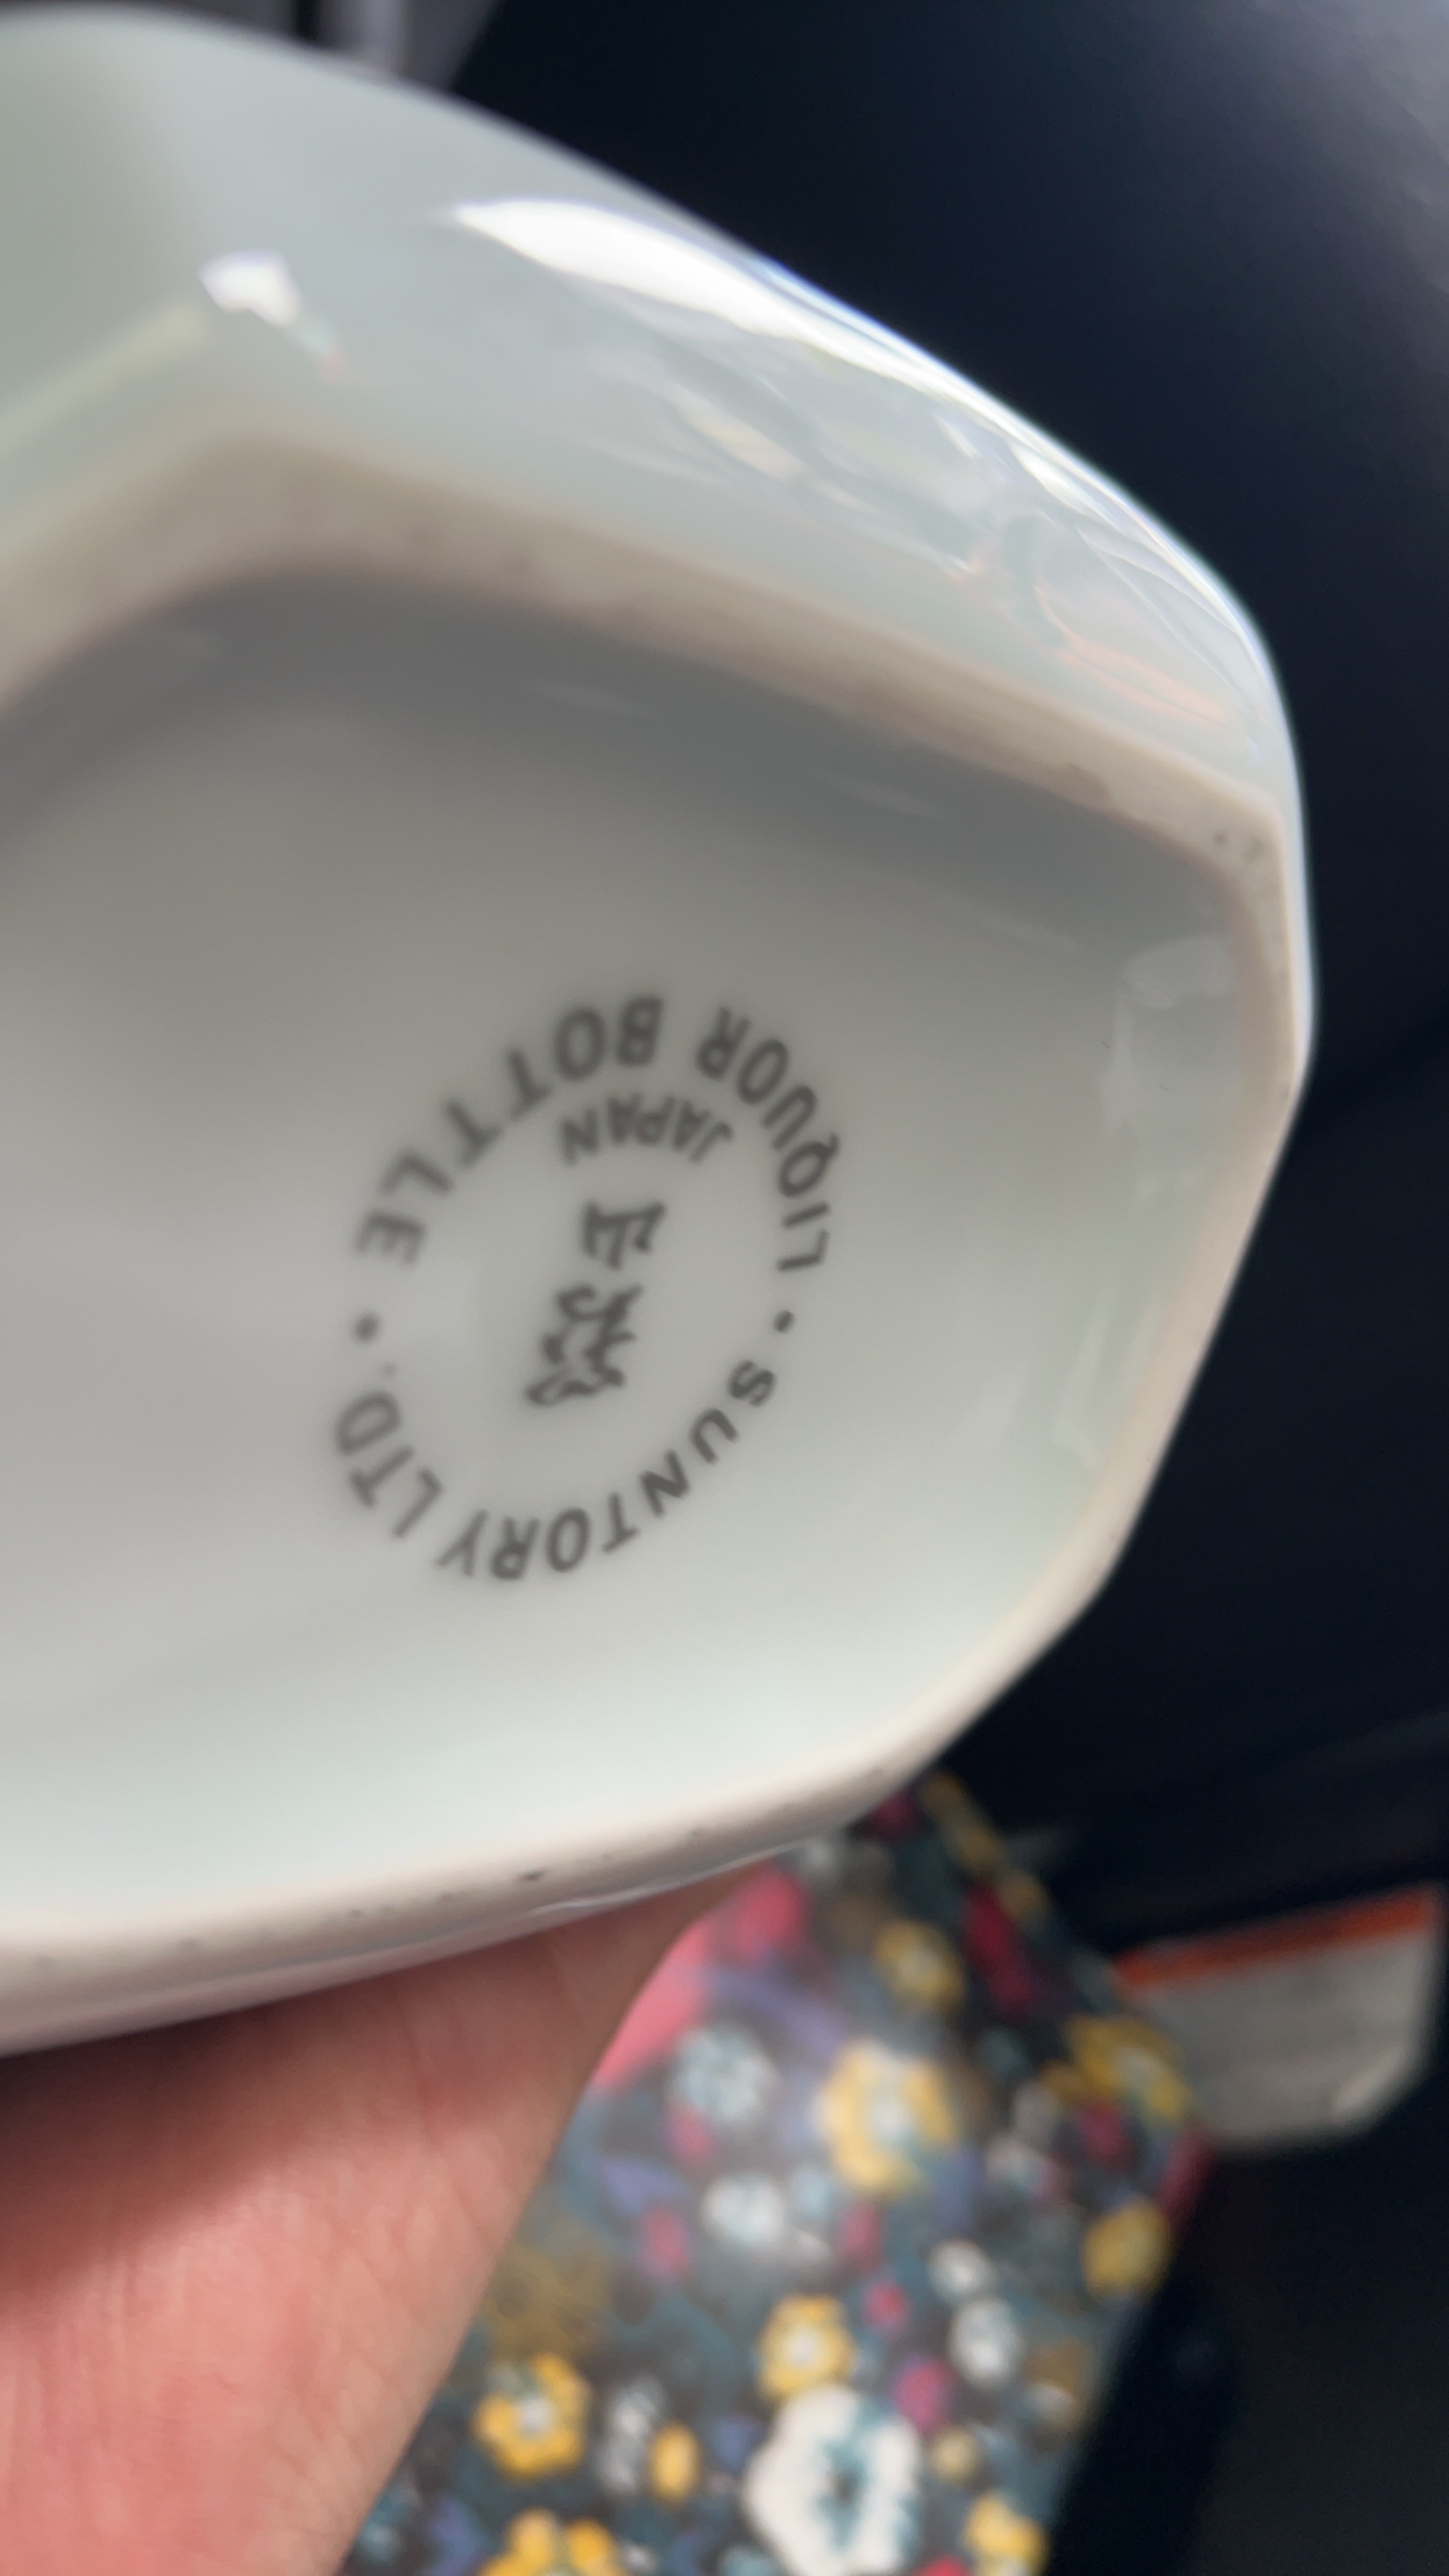 • SUNTORY LTD. •
JAPAN
LIQUOR BOTTLE